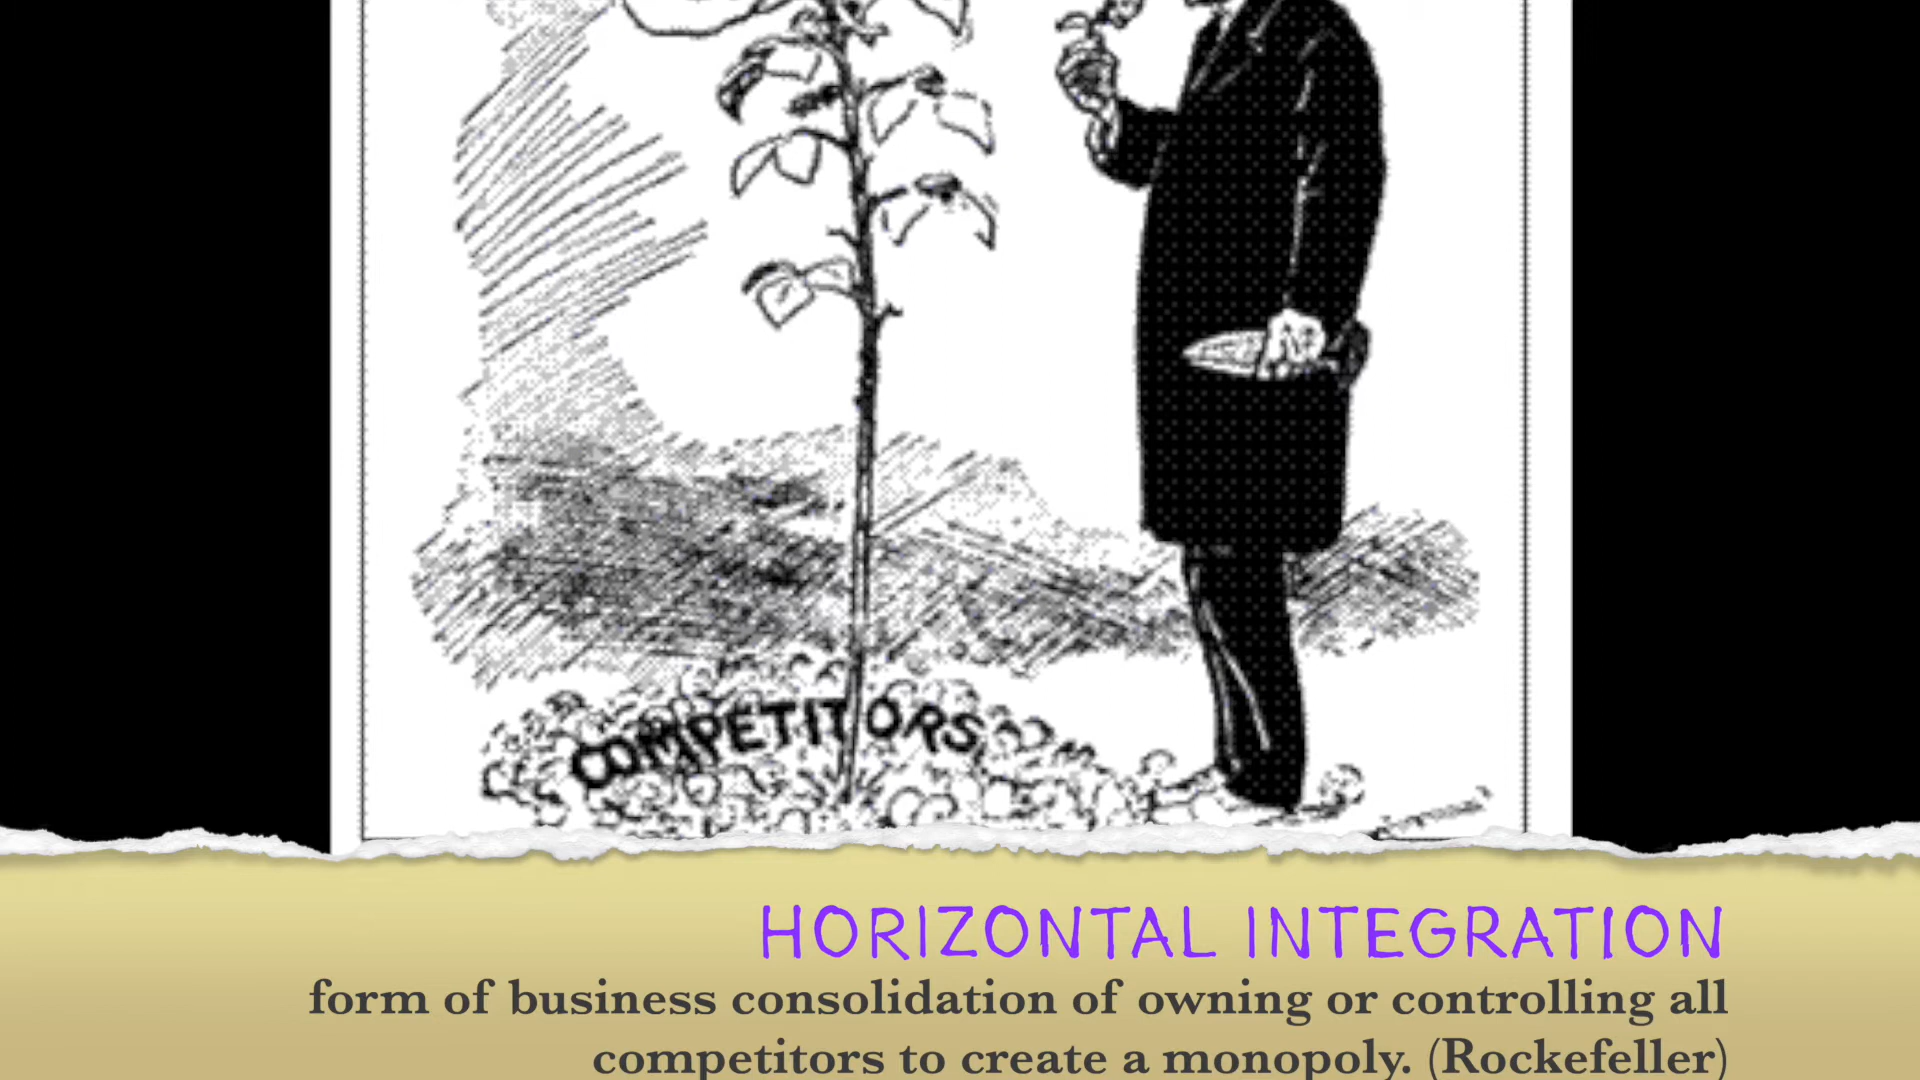 COMPETITORS
HORIZONTAL INTEGRATION
form of business consolidation of owning or controlling all
competitors to create a monopoly. (Rockefeller)